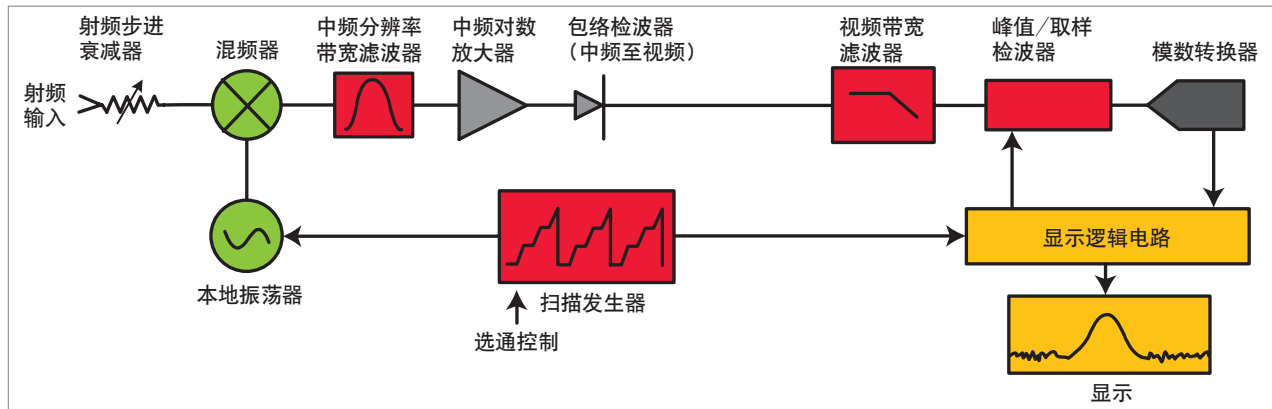 射频步进
衰减器
混频器
中频分辨率
带宽滤波器
中频对数
放大器
包络检波器
（中频至视频）
视频带宽
滤波器
峰值/取样
检波器
模数转换器
射频
输入
本地振荡器
扫描发生器
选通控制
显示逻辑电路
显示